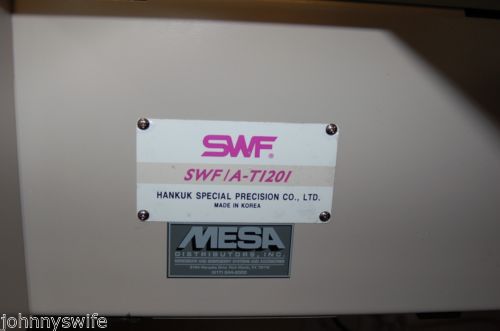 SWF®
SWF/A-T1201
HANKUK SPECIAL PRECISION CO., LTD.
MADE IN KOREA
MESA
DISTRIBUTORS, INC.
johnnyswife